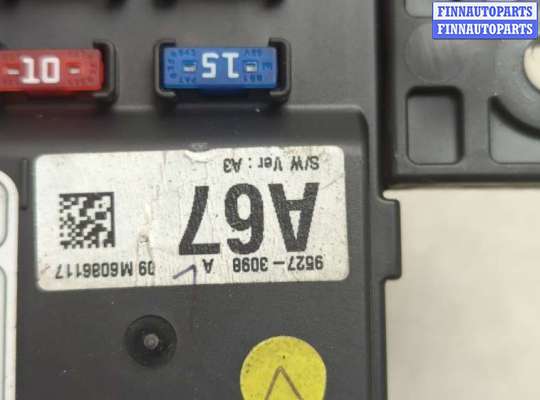 FINNAUTOPARTS
FINNAUTOPARTS
10
15
9527-3098 A
A67
S/W Ver : A3
09 M6086117